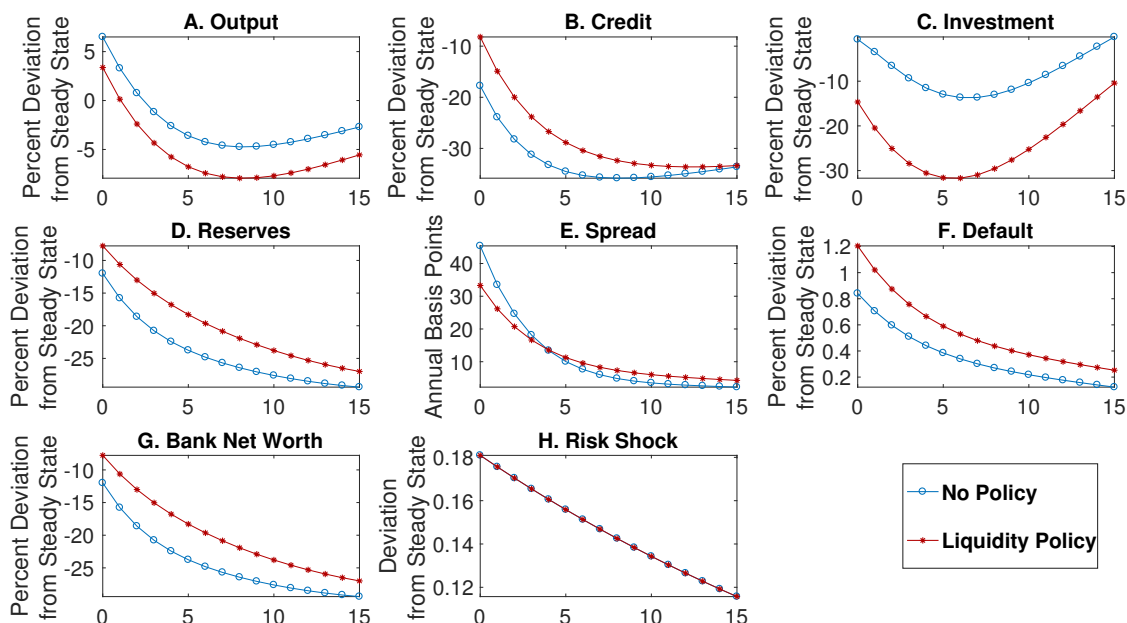 A. Output
Percent Deviation
from Steady State
5
0
-5
0
5
10
15
B. Credit
Percent Deviation
from Steady State
-10
-20
-30
0
5
10
15
C. Investment
Percent Deviation
from Steady State
0
-10
-20
-30
0
5
10
15
D. Reserves
Percent Deviation
from Steady State
-10
-15
-20
-25
0
5
10
15
E. Spread
Annual Basis Points
40
30
20
10
0
5
10
15
F. Default
Percent Deviation
from Steady State
1.2
1
0.8
0.6
0.4
0.2
0
5
10
15
G. Bank Net Worth
Percent Deviation
from Steady State
-10
-15
-20
-25
0
5
10
15
H. Risk Shock
Deviation
from Steady State
0.18
0.16
0.14
0.12
0
5
10
15
No Policy
Liquidity Policy